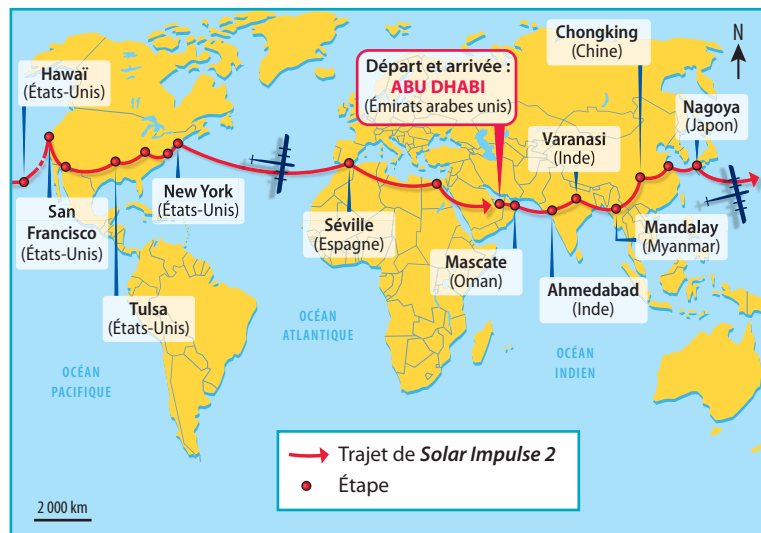 Chongking
(Chine)
N
Hawaï
(États-Unis)
Départ et arrivée :
ABU DHABI
(Émirats arabes unis)
Nagoya
(Japon)
Varanasi
(Inde)
San
Francisco
(États-Unis)
New York
(États-Unis)
Séville
(Espagne)
Mascate
(Oman)
Mandalay
(Myanmar)
Ahmedabad
(Inde)
Tulsa
(États-Unis)
OCÉAN
ATLANTIQUE
OCÉAN
PACIFIQUE
OCÉAN
INDIEN
Trajet de Solar Impulse 2
Étape
2 000 km